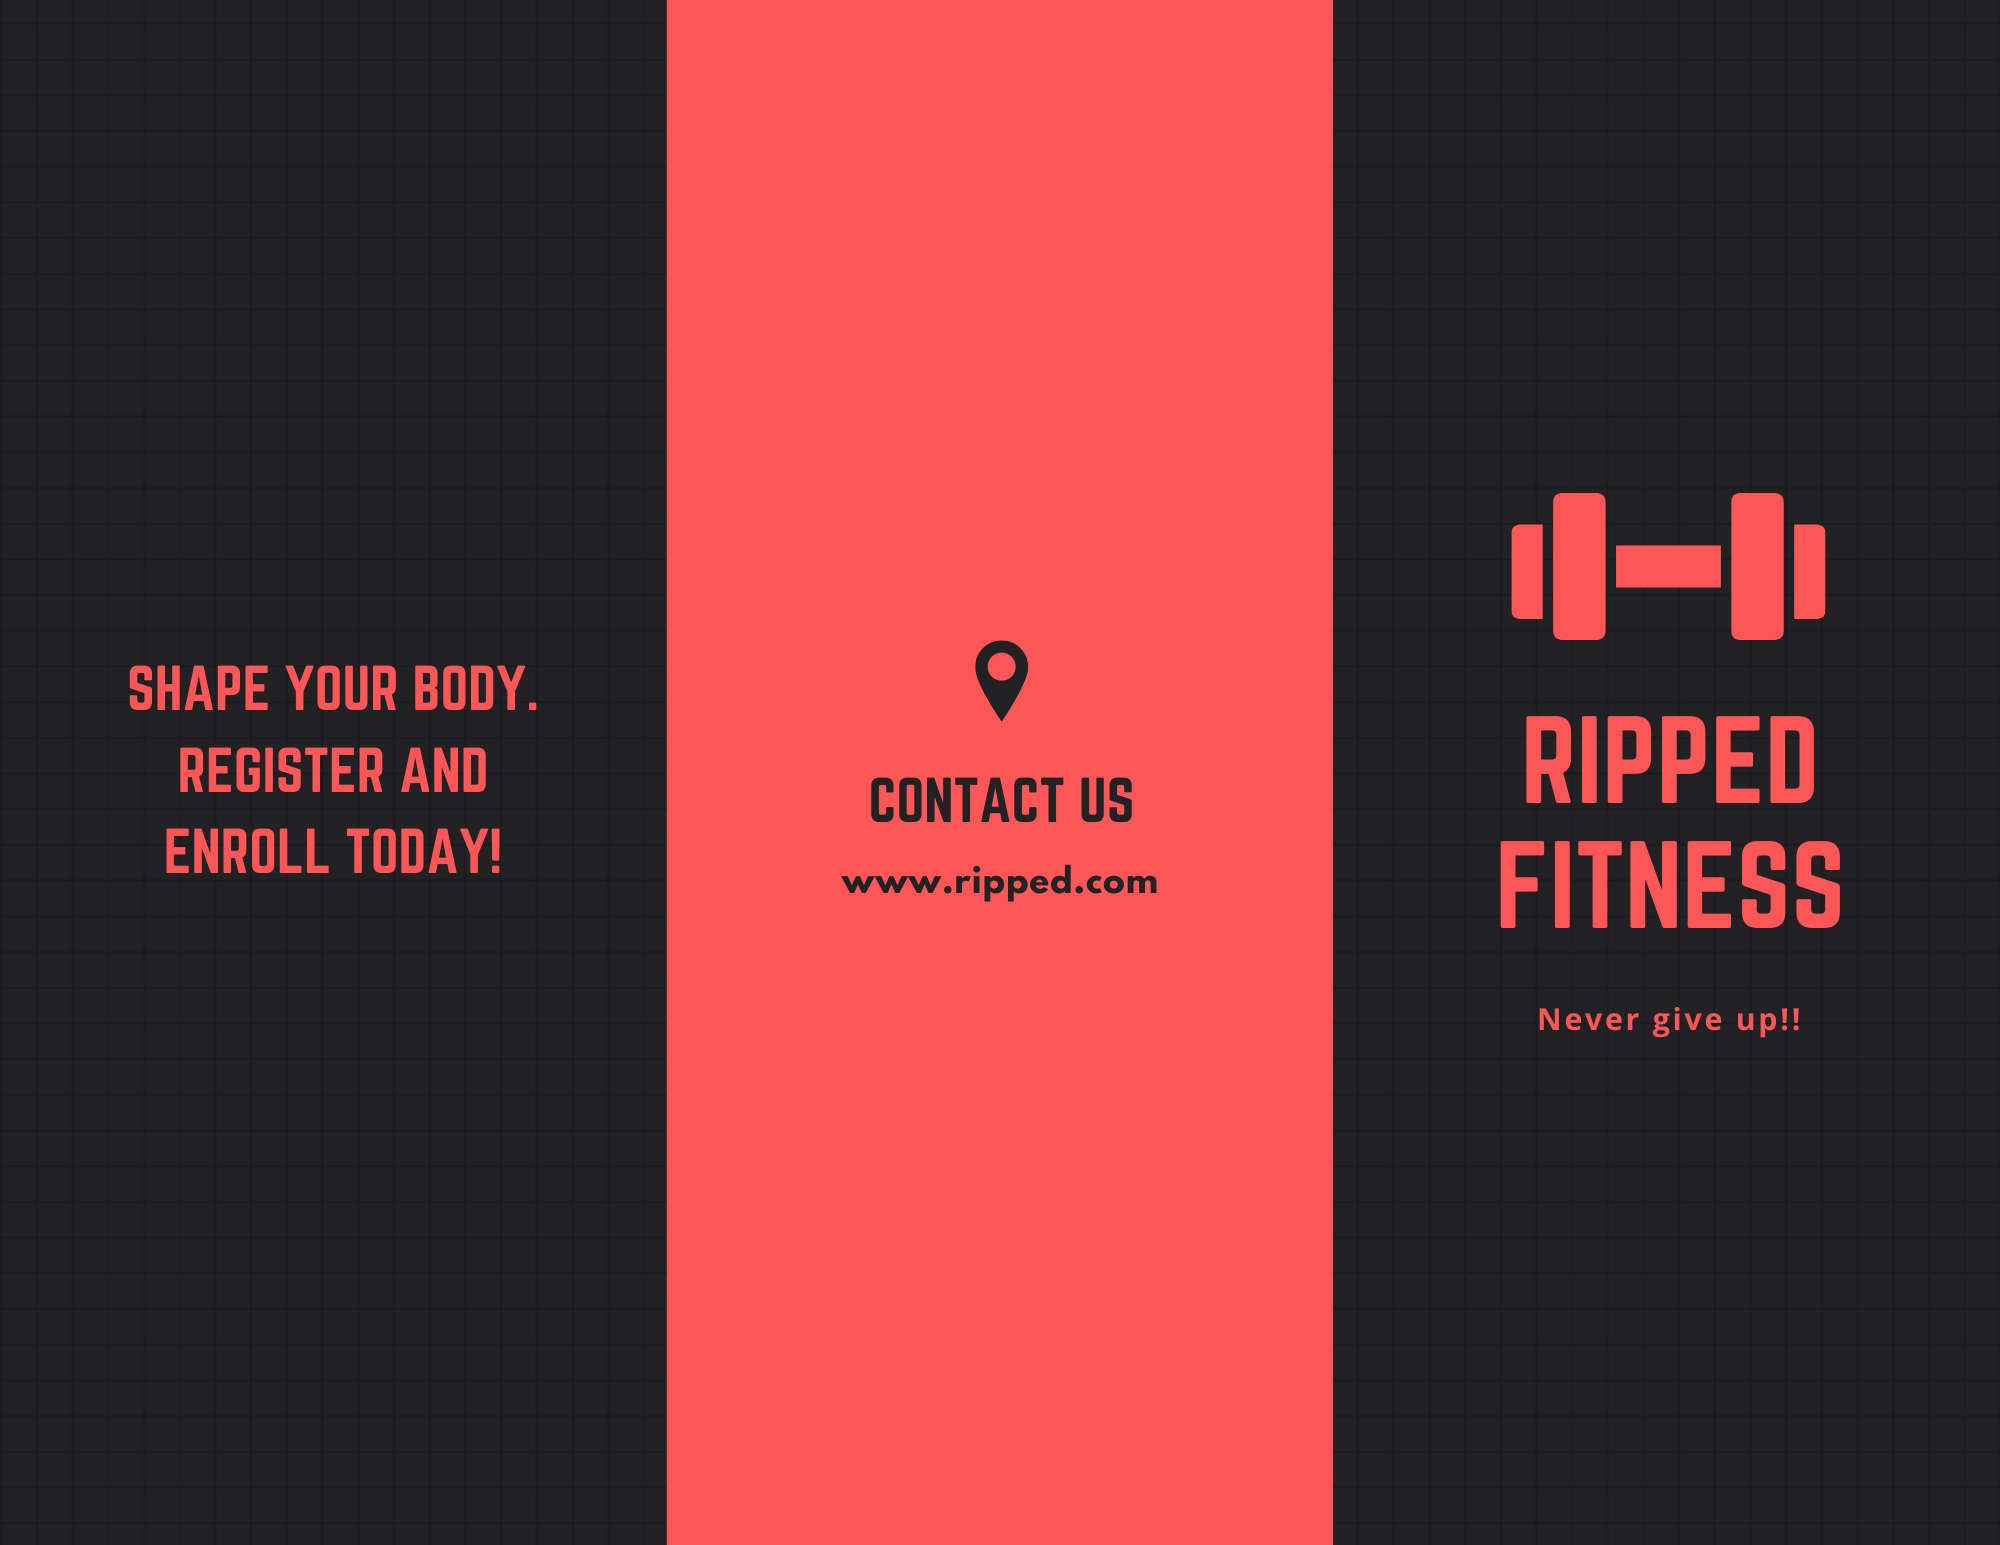 SHAPE YOUR BODY.
REGISTER AND
ENROLL TODAY!
CONTACT US
www.ripped.com
RIPPED
FITNESS
Never give up!!